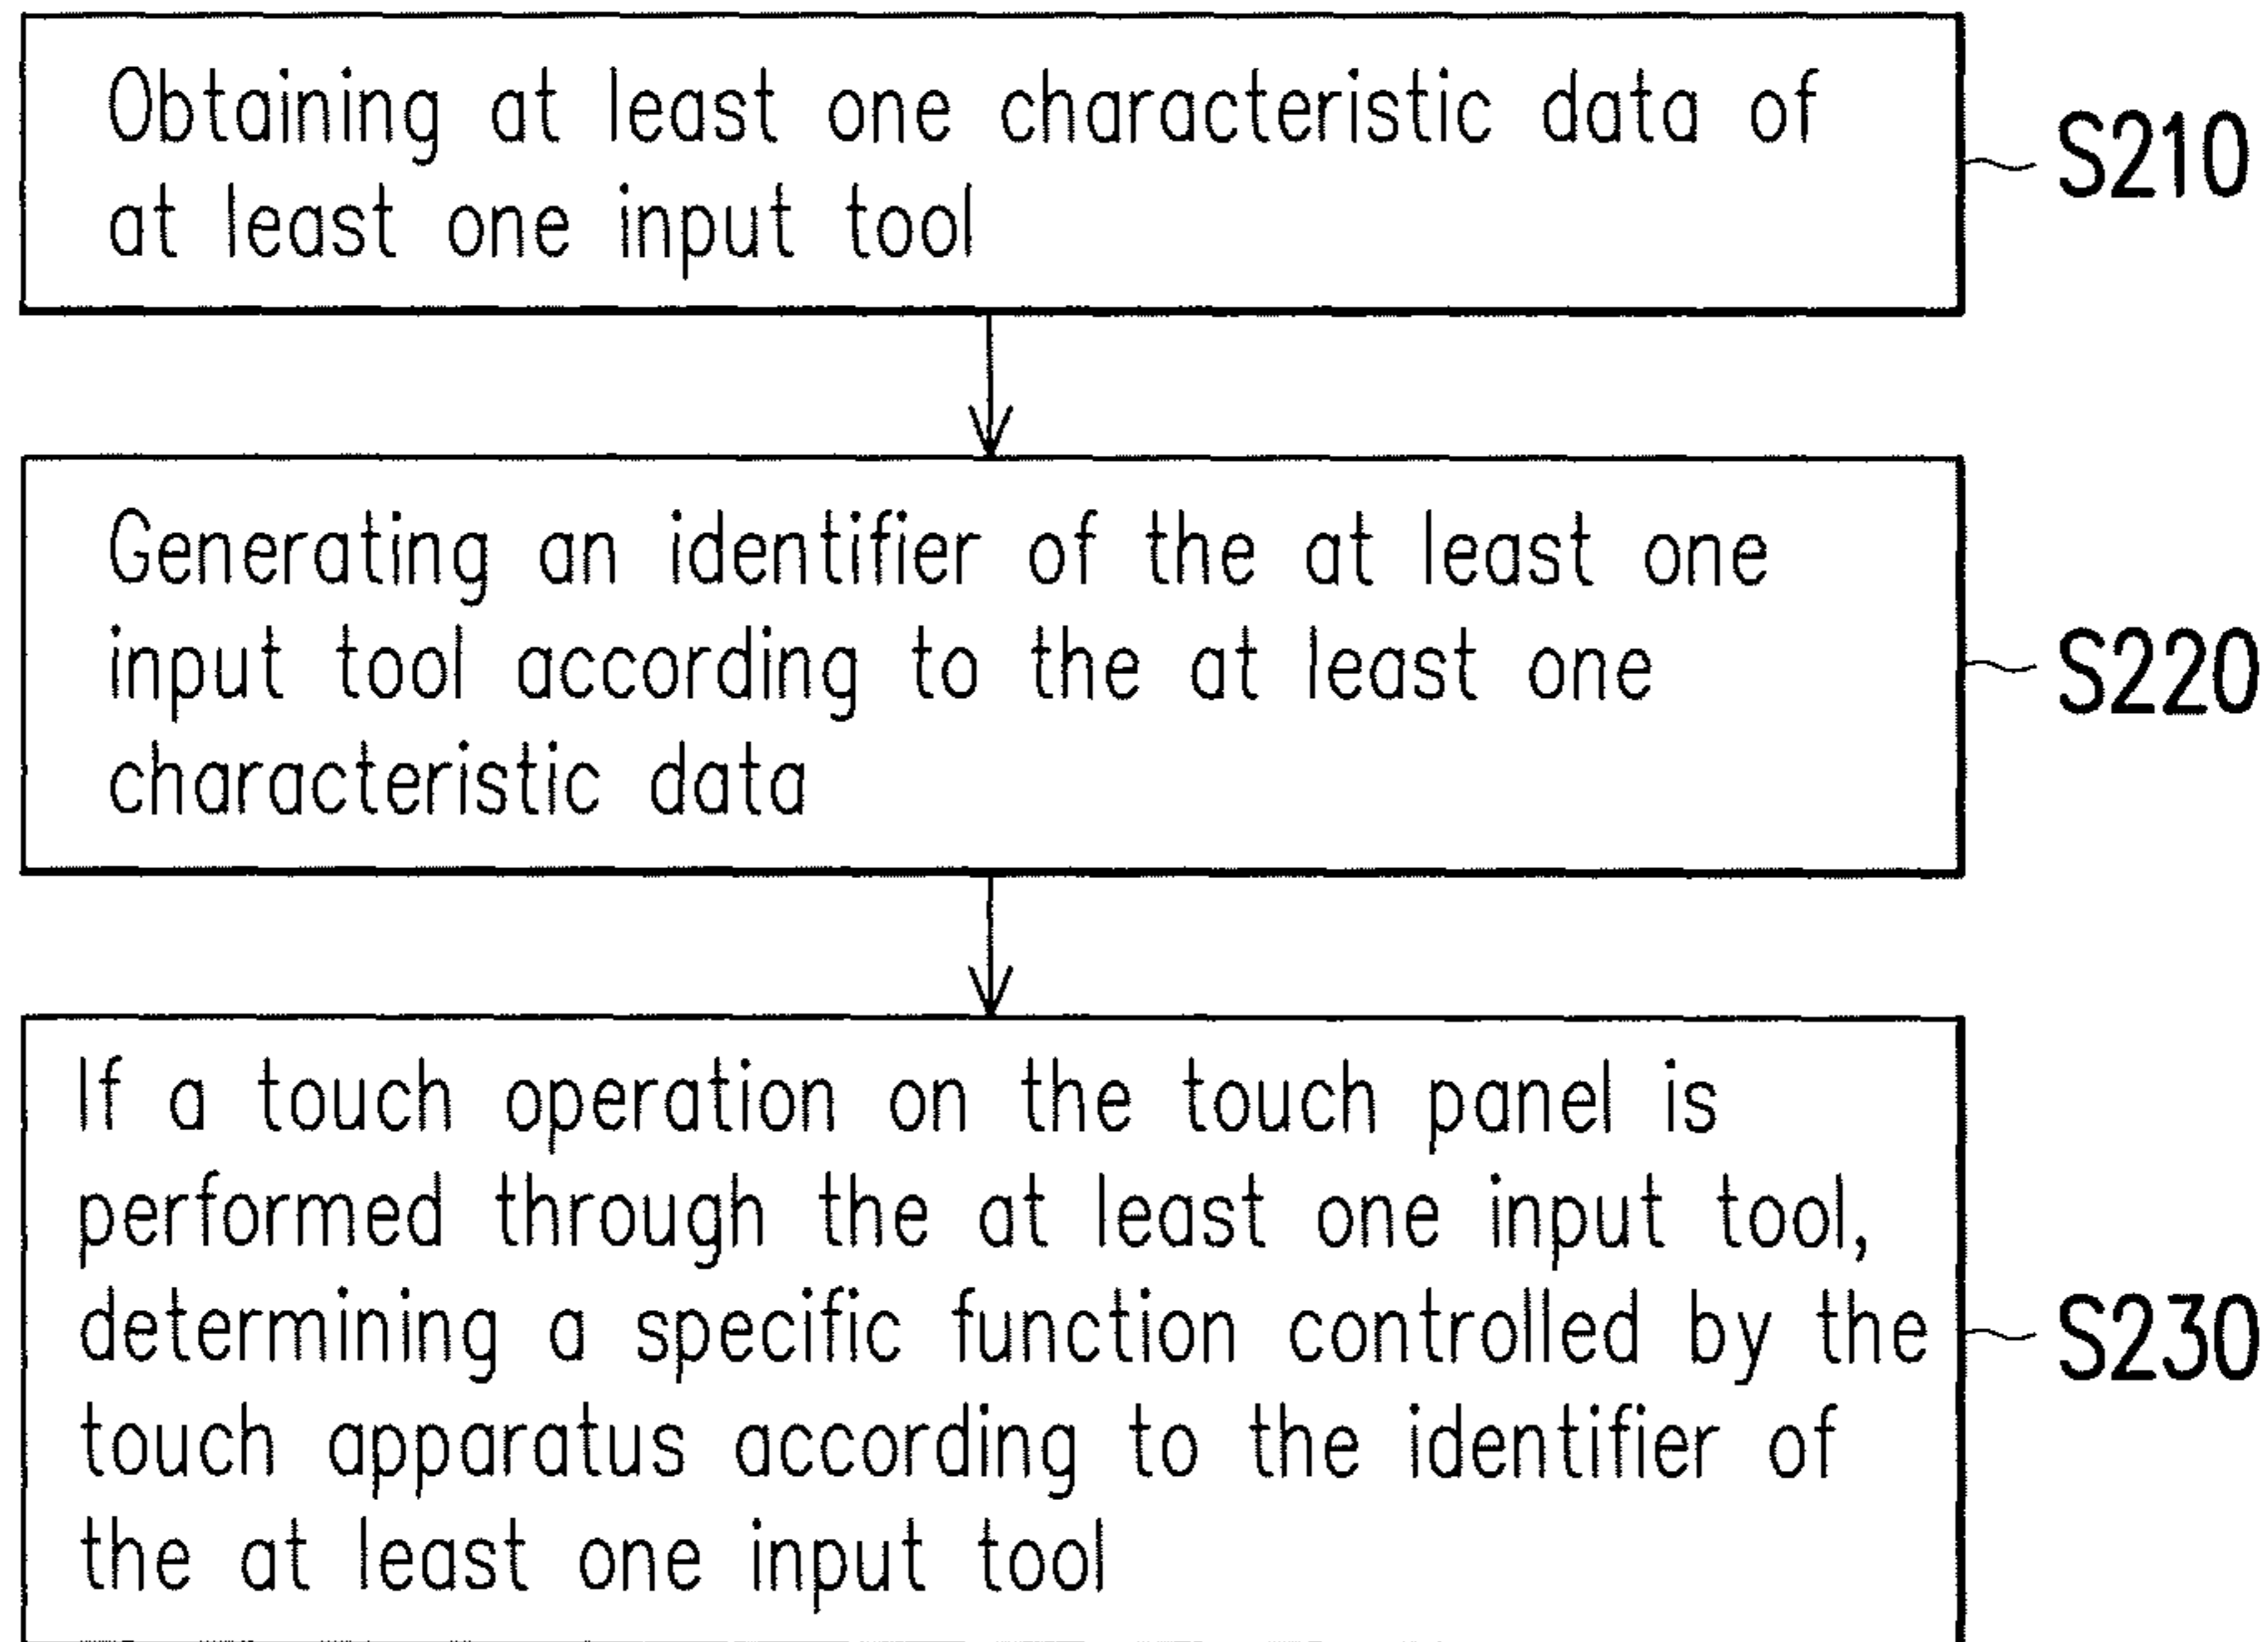 Obtaining at least one characteristic data of
at least one input tool
S210
Generating an identifier of the at least one
input tool according to the at least one
characteristic data
S220
If a touch operation on the touch panel is
performed through the at least one input tool,
determining a specific function controlled by the
touch apparatus according to the identifier of
the at least one input tool
S230